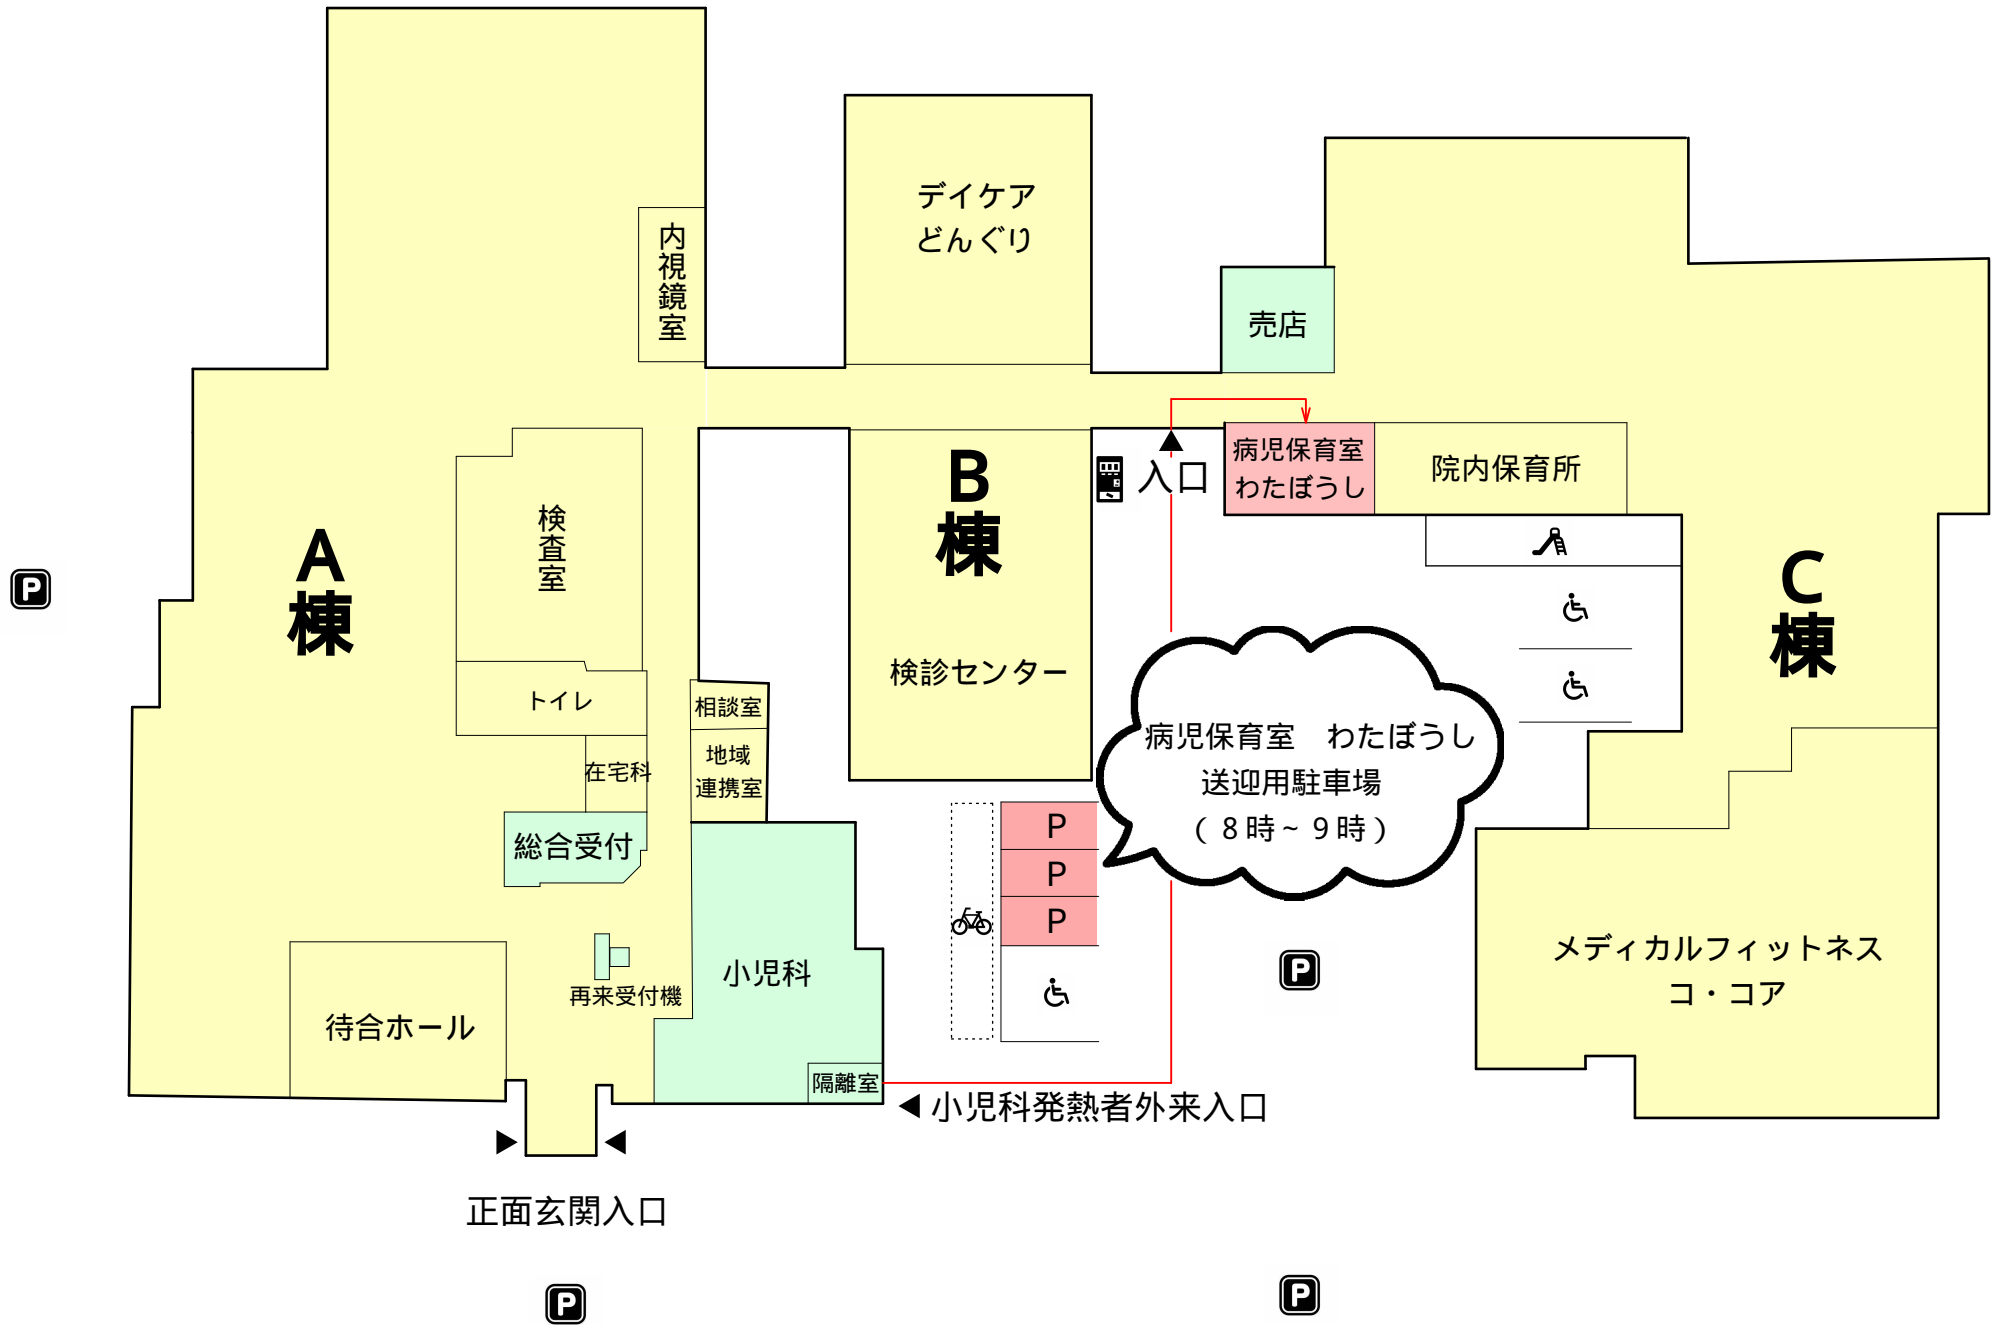 デイケア
どんぐり
内視鏡室
売店
B棟
入口
病児保育室
わたぼうし
院内保育所
検査室
A棟
C棟
検診センター
トイレ
相談室
地域
連携室
在宅科
病児保育室　わたぼうし
送迎用駐車場
（８時~９時）
総合受付
P
P
P
小児科
再来受付機
待合ホール
メディカルフィットネス
コ・コア
隔離室
小児科発熱者外来入口
正面玄関入口
P
P
P
P